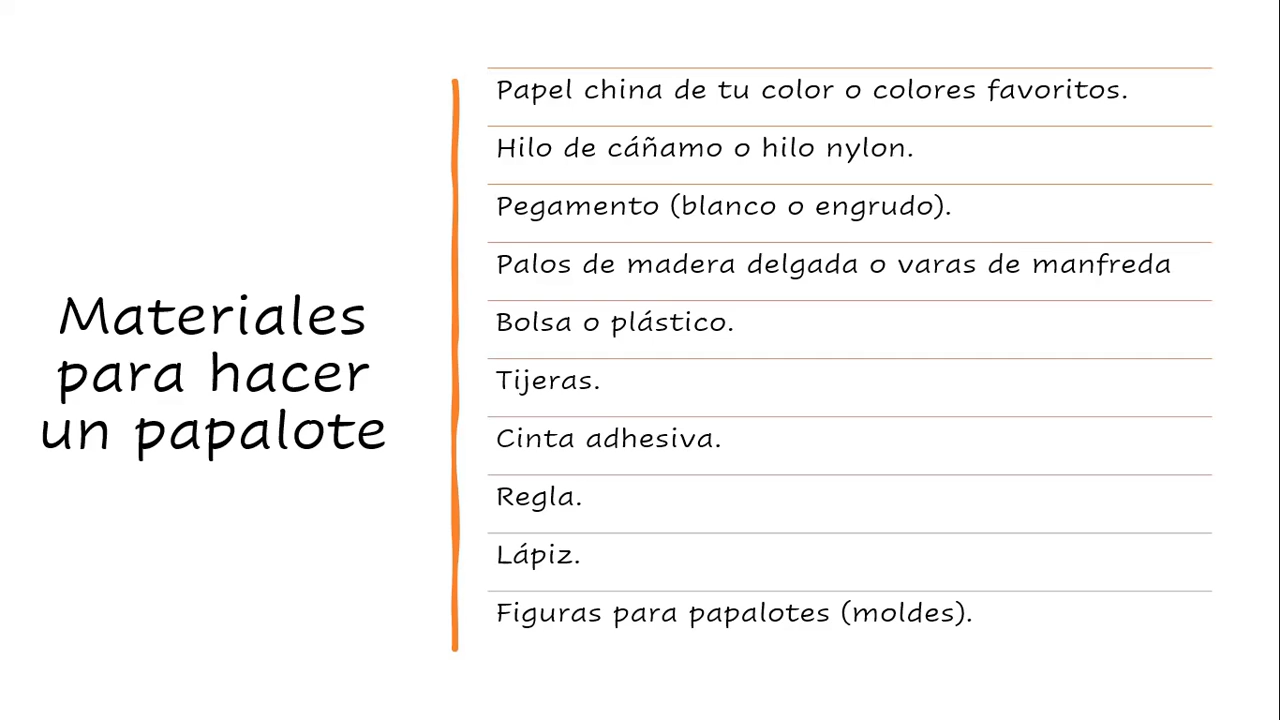 Materiales
para hacer
un papalote
Papel china de tu color o colores favoritos.
Hilo de cáñamo o hilo nylon.
Pegamento (blanco o engrudo).
Palos de madera delgada o varas de manfreda
Bolsa o plástico.
Tijeras.
Cinta adhesiva.
Regla.
Lápiz.
Figuras para papalotes (moldes).